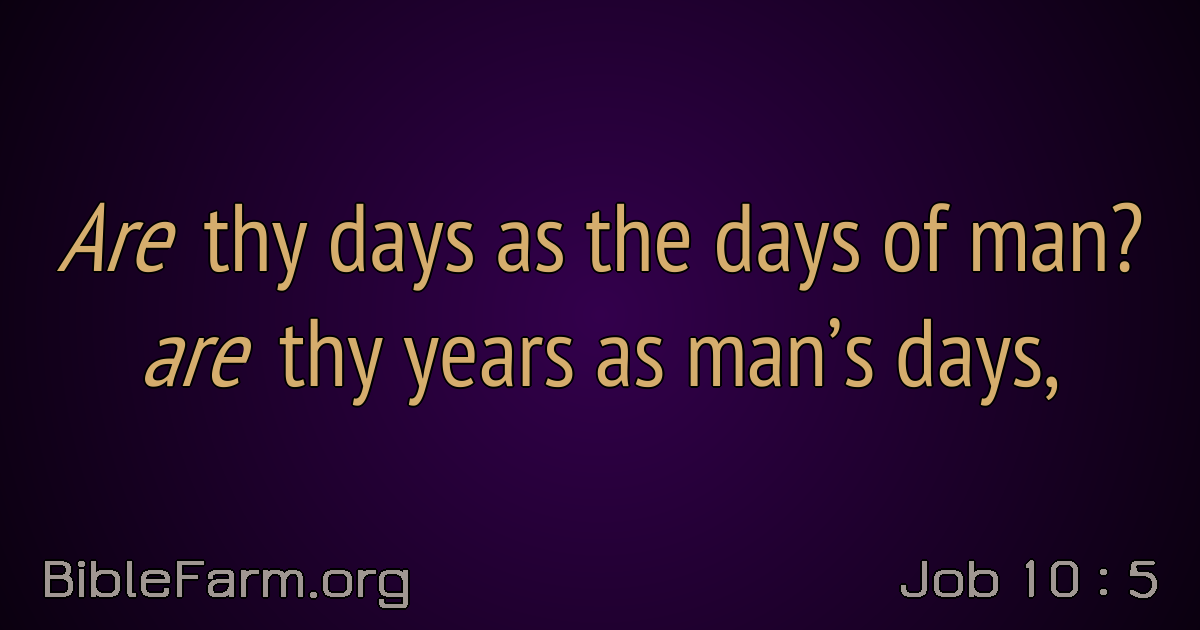 Are thy days as the days of man?
are thy years as man’s days,
BibleFarm.org
Job 10 : 5